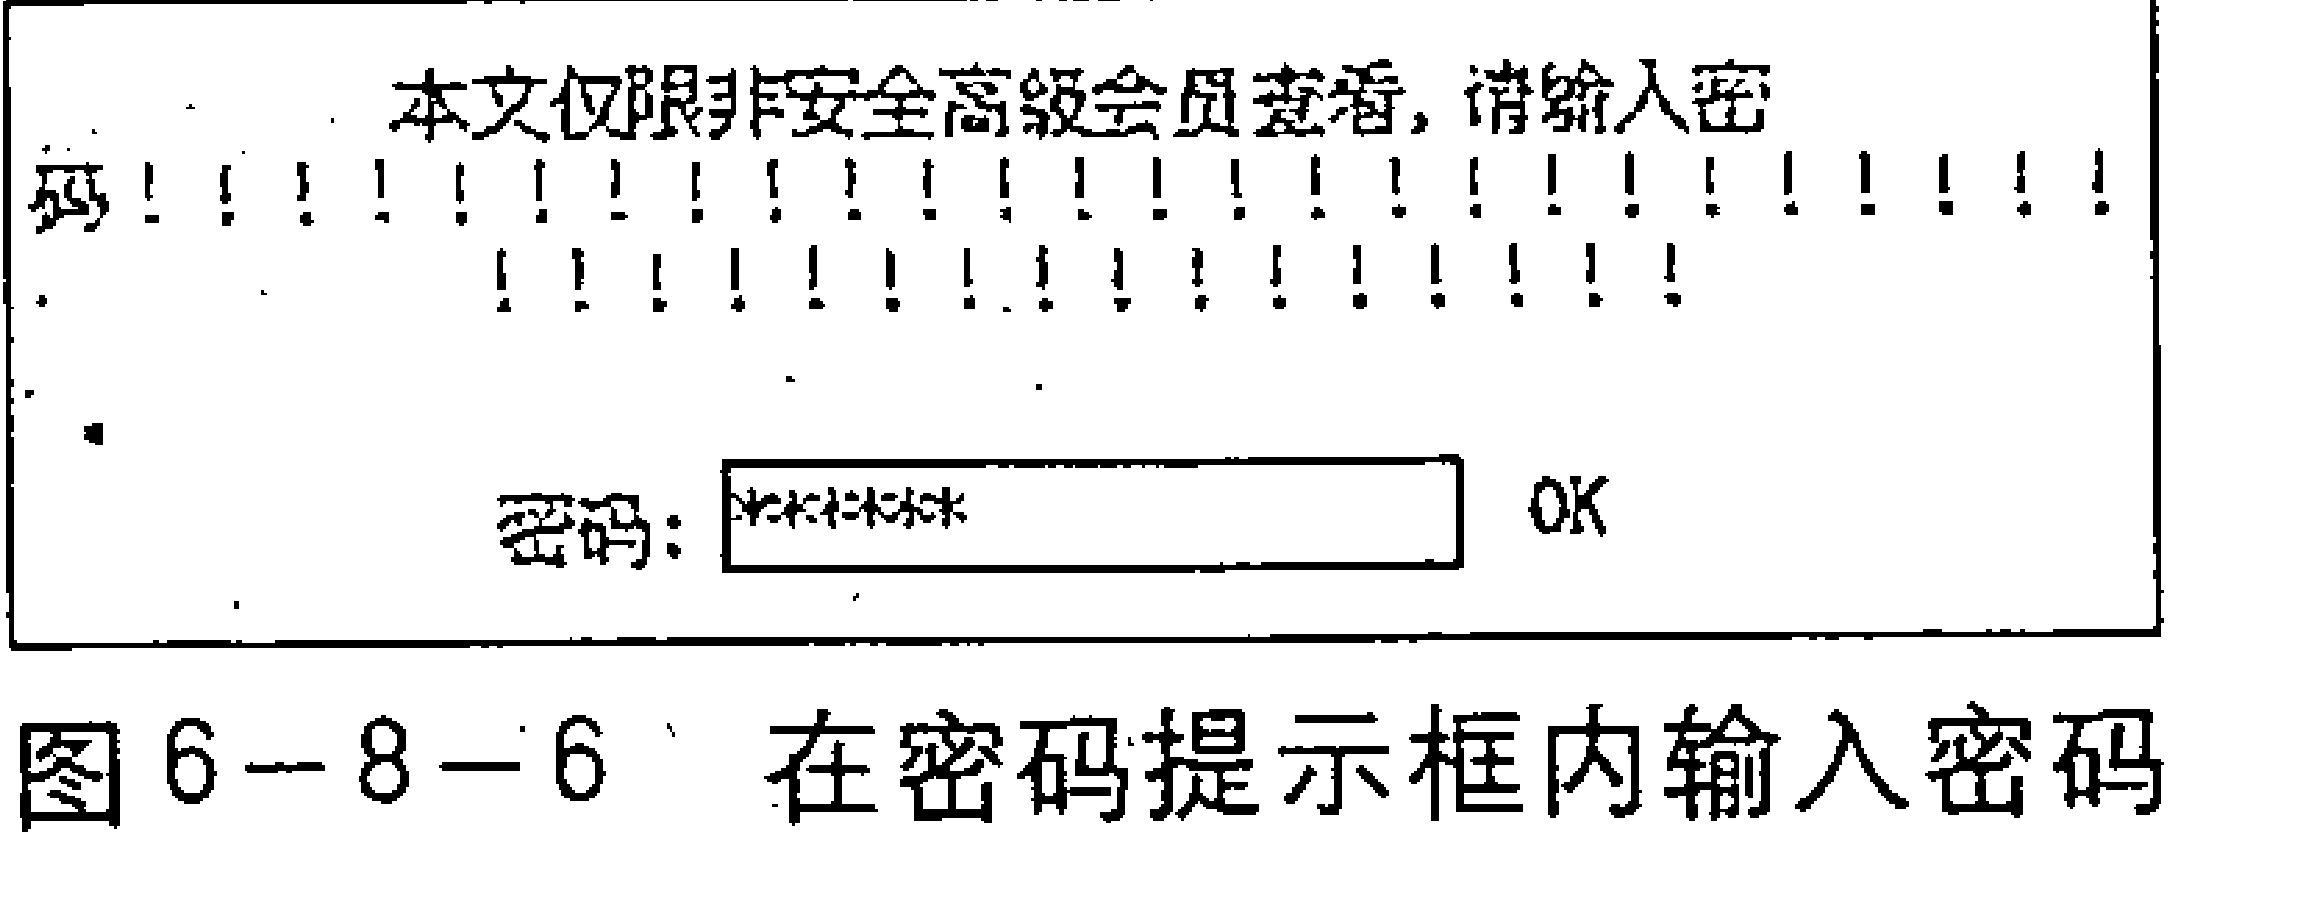 本文仅限非安全高级会员查看，请输入密
码！！！！！！！！！！！！！！！！！！！！！！！！！！
！！！！！！！！！！！！！！！！
密码：****** OK
图6－8－6 在密码提示框内输入密码